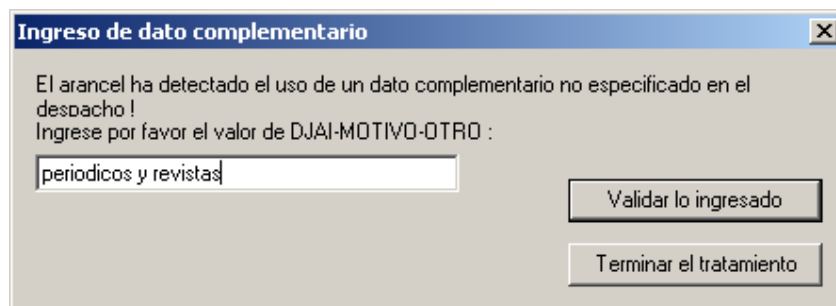 Ingreso de dato complementario
El arancel ha detectado el uso de un dato complementario no especificado en el
despacho !
Ingrese por favor el valor de DJAI-MOTIVO-OTRO :
periodicos y revistas
Validar lo ingresado
Terminar el tratamiento